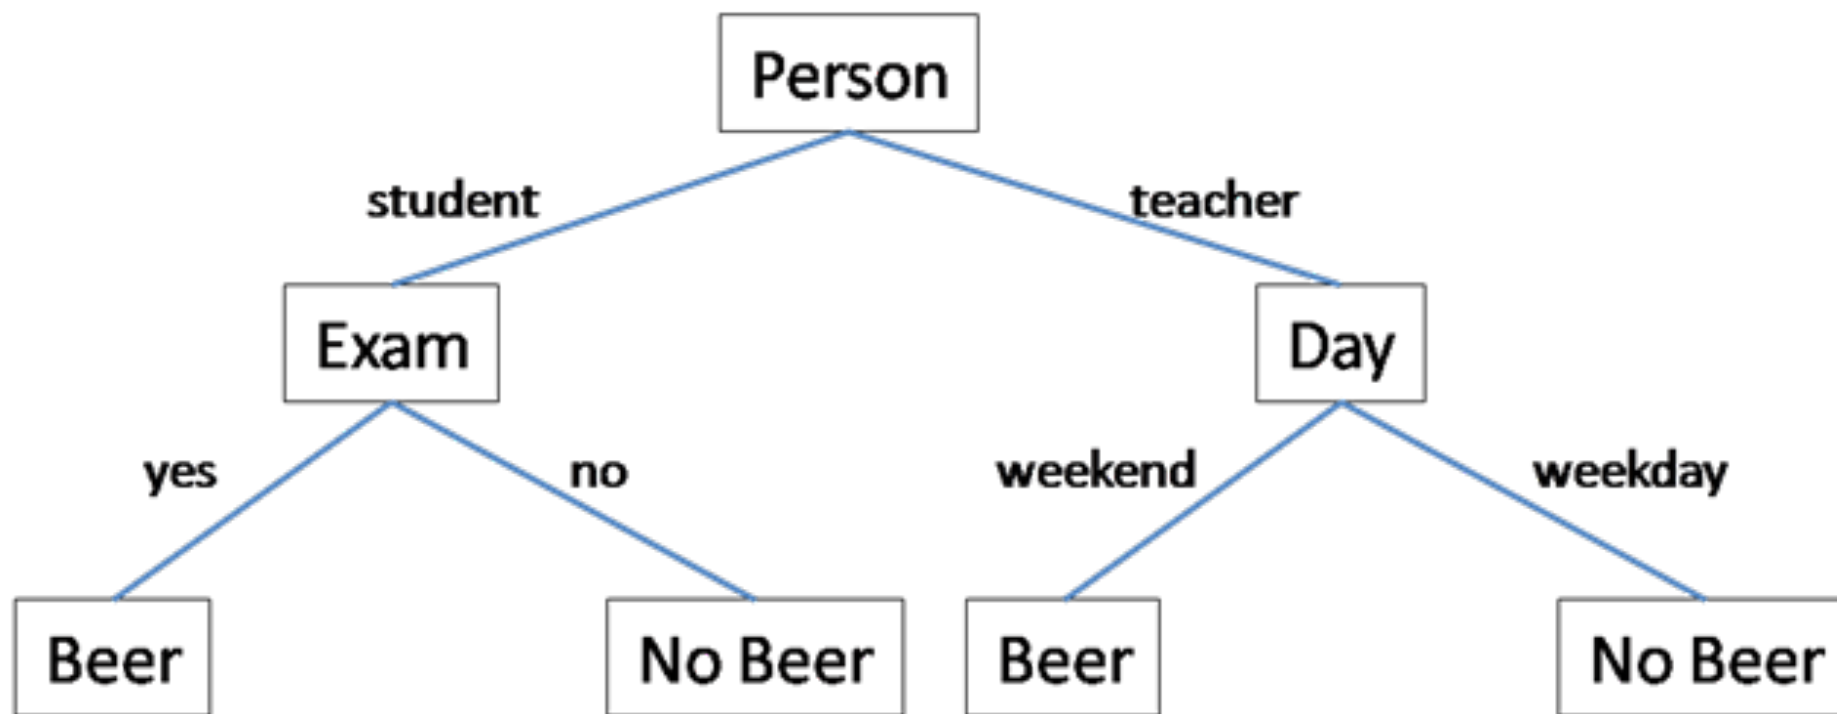 Person
student
teacher
Exam
Day
yes
no
weekend
weekday
Beer
No Beer
Beer
No Beer